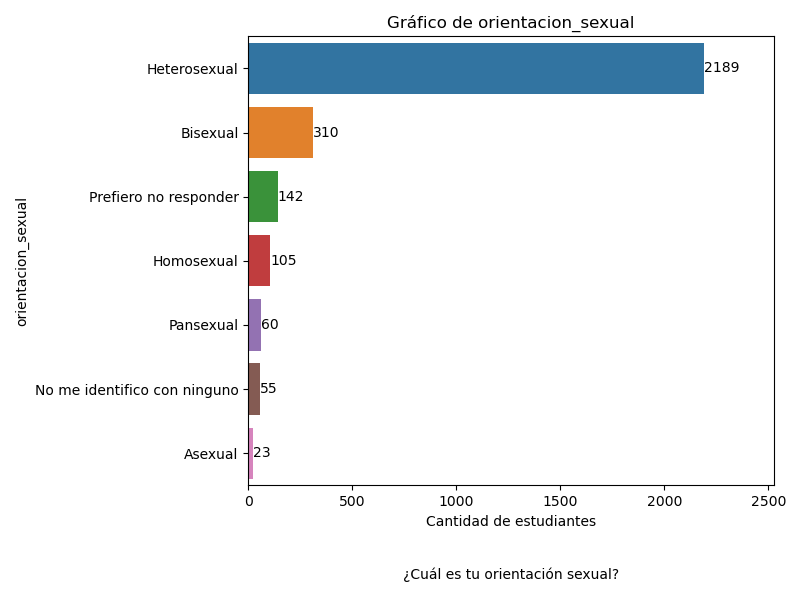 Gráfico de orientacion_sexual
orientacion_sexual
Heterosexual
2189
Bisexual
310
Prefiero no responder
142
Homosexual
105
Pansexual
60
No me identifico con ninguno
55
Asexual
23
0 500 1000 1500 2000 2500
Cantidad de estudiantes
¿Cuál es tu orientación sexual?